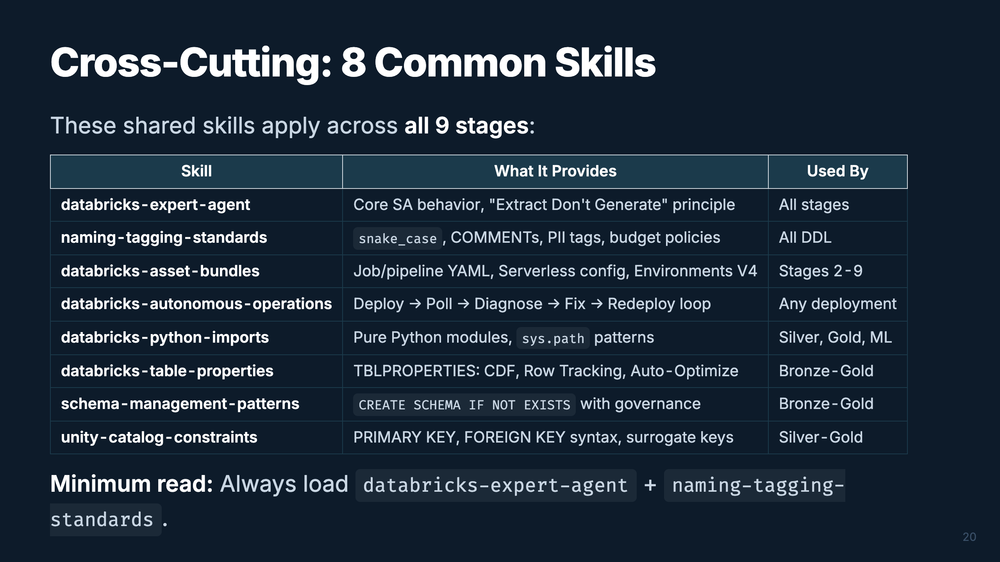 Cross-Cutting: 8 Common Skills
These shared skills apply across all 9 stages:
Skill What It Provides Used By
databricks-expert-agent Core SA behavior, "Extract Don't Generate" principle All stages
naming-tagging-standards snake_case, COMMENTs, PII tags, budget policies All DDL
databricks-asset-bundles Job/pipeline YAML, Serverless config, Environments V4 Stages 2-9
databricks-autonomous-operations Deploy → Poll → Diagnose → Fix → Redeploy loop Any deployment
databricks-python-imports Pure Python modules, sys.path patterns Silver, Gold, ML
databricks-table-properties TBLPROPERTIES: CDF, Row Tracking, Auto-Optimize Bronze-Gold
schema-management-patterns CREATE SCHEMA IF NOT EXISTS with governance Bronze-Gold
unity-catalog-constraints PRIMARY KEY, FOREIGN KEY syntax, surrogate keys Silver-Gold
Minimum read: Always load databricks-expert-agent + naming-tagging-
standards.
20